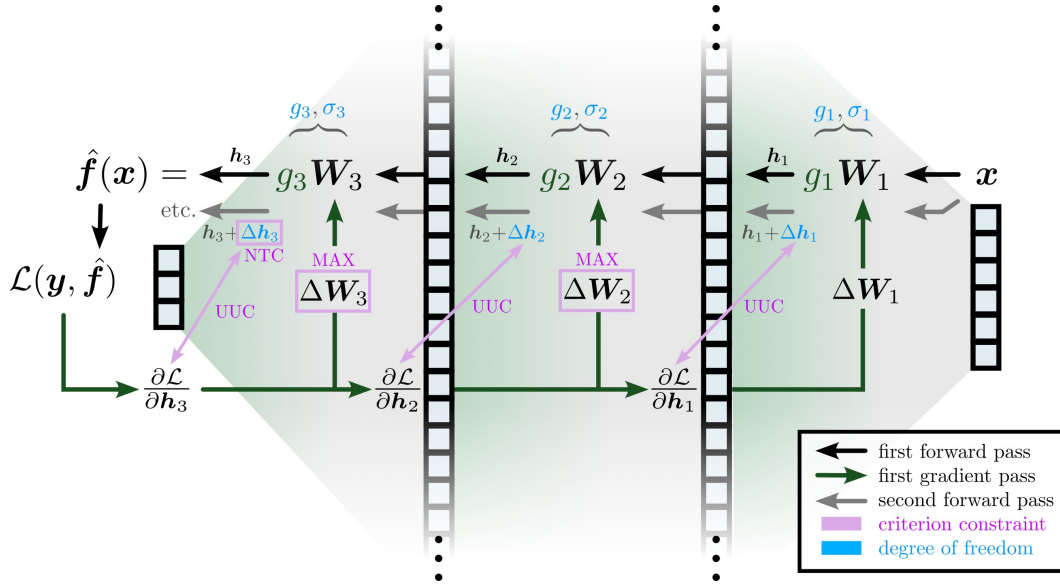 g₃, σ₃ g₂, σ₂ g₁, σ₁
h₃ h₂ h₁
f̂(x) = g₃W₃ g₂W₂ g₁W₁ x
etc.
h₃+Δh₃ h₂+Δh₂ h₁+Δh₁
NTC MAX MAX
L(y, f̂) ΔW₃ ΔW₂ ΔW₁
UUC UUC UUC
∂L/∂h₃ ∂L/∂h₂ ∂L/∂h₁
first forward pass
first gradient pass
second forward pass
criterion constraint
degree of freedom